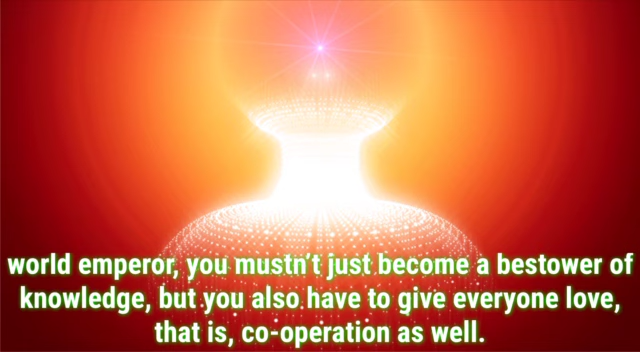 world emperor, you mustn't just become a bestower of
knowledge, but you also have to give everyone love,
that is, co-operation as well.